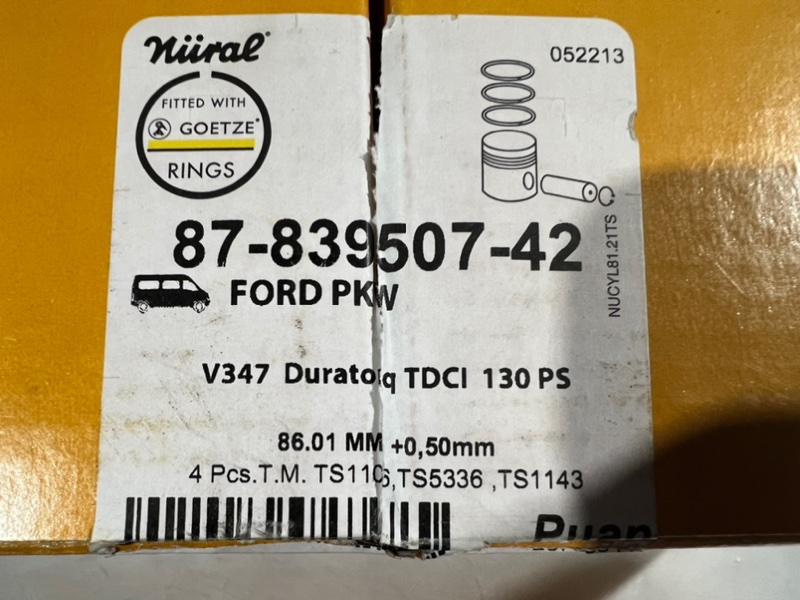 Nüral
052213
FITTED WITH
GOETZE
RINGS
87-839507-42
NUCYL81.21TS
FORD PKW
V347 Duratorq TDCI 130 PS
86.01 MM +0,50mm
4 Pcs.T.M. TS1106,TS5336 ,TS1143